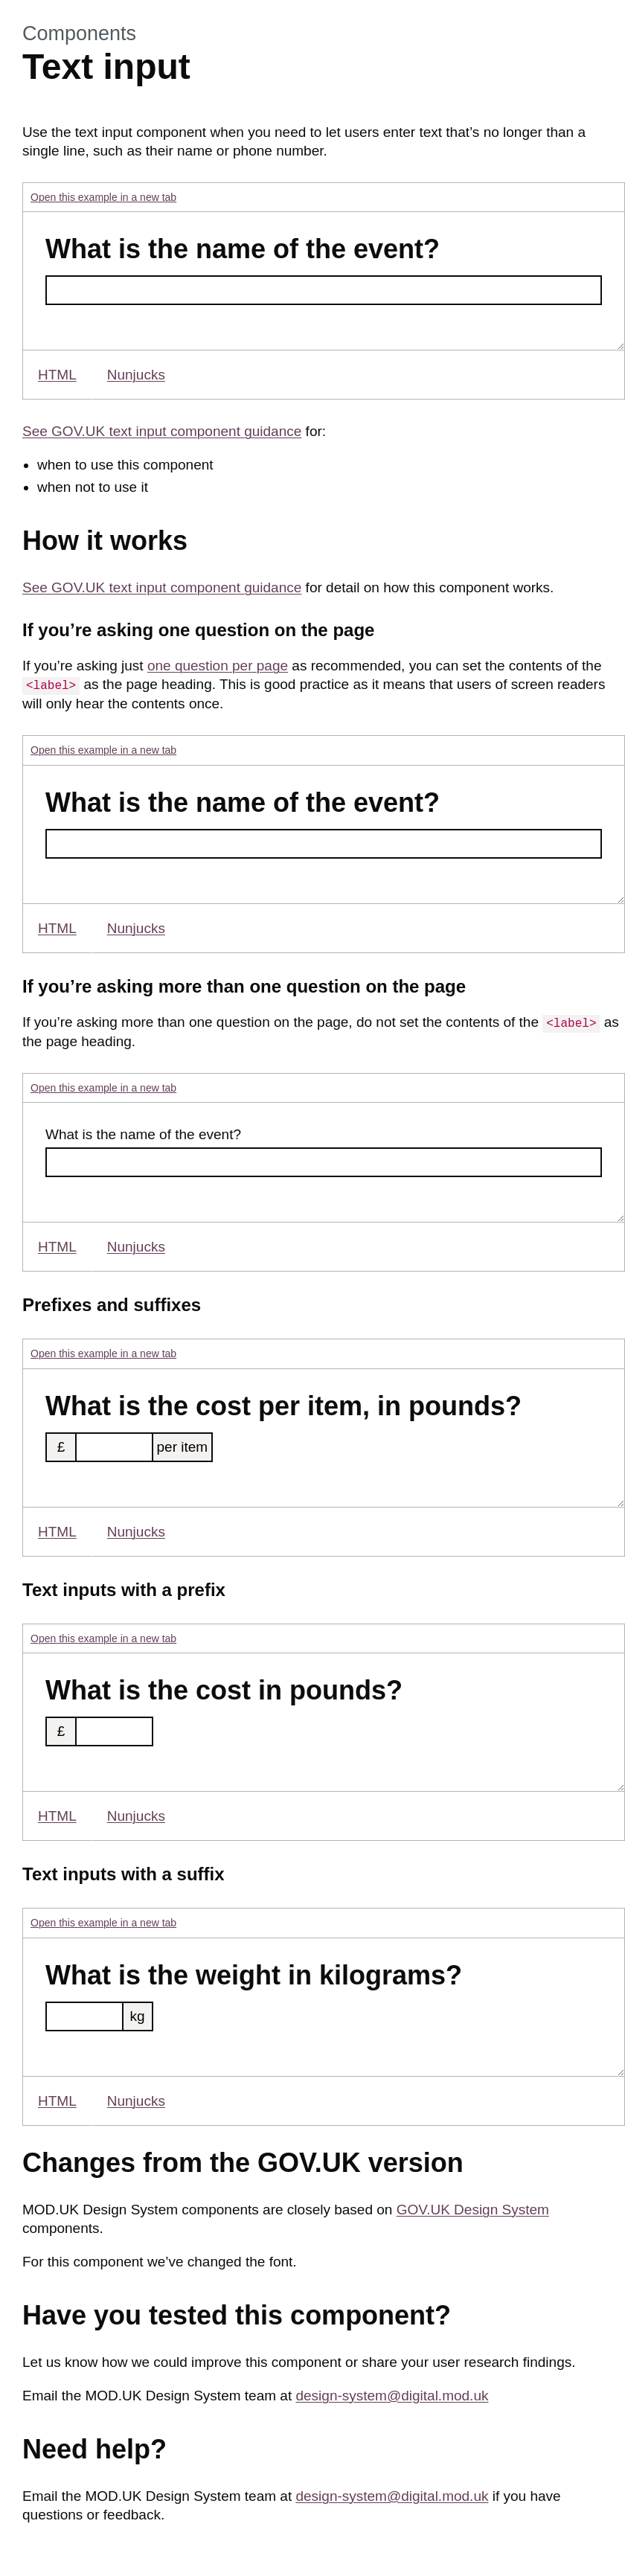 Components
Text input
Use the text input component when you need to let users enter text that’s no longer than a
single line, such as their name or phone number.
Open this example in a new tab
What is the name of the event?
HTML Nunjucks
See GOV.UK text input component guidance for:
• when to use this component
• when not to use it
How it works
See GOV.UK text input component guidance for detail on how this component works.
If you’re asking one question on the page
If you’re asking just one question per page as recommended, you can set the contents of the
<label> as the page heading. This is good practice as it means that users of screen readers
will only hear the contents once.
Open this example in a new tab
What is the name of the event?
HTML Nunjucks
If you’re asking more than one question on the page
If you’re asking more than one question on the page, do not set the contents of the <label> as
the page heading.
Open this example in a new tab
What is the name of the event?
HTML Nunjucks
Prefixes and suffixes
Open this example in a new tab
What is the cost per item, in pounds?
£ per item
HTML Nunjucks
Text inputs with a prefix
Open this example in a new tab
What is the cost in pounds?
£
HTML Nunjucks
Text inputs with a suffix
Open this example in a new tab
What is the weight in kilograms?
kg
HTML Nunjucks
Changes from the GOV.UK version
MOD.UK Design System components are closely based on GOV.UK Design System
components.
For this component we’ve changed the font.
Have you tested this component?
Let us know how we could improve this component or share your user research findings.
Email the MOD.UK Design System team at design-system@digital.mod.uk
Need help?
Email the MOD.UK Design System team at design-system@digital.mod.uk if you have
questions or feedback.